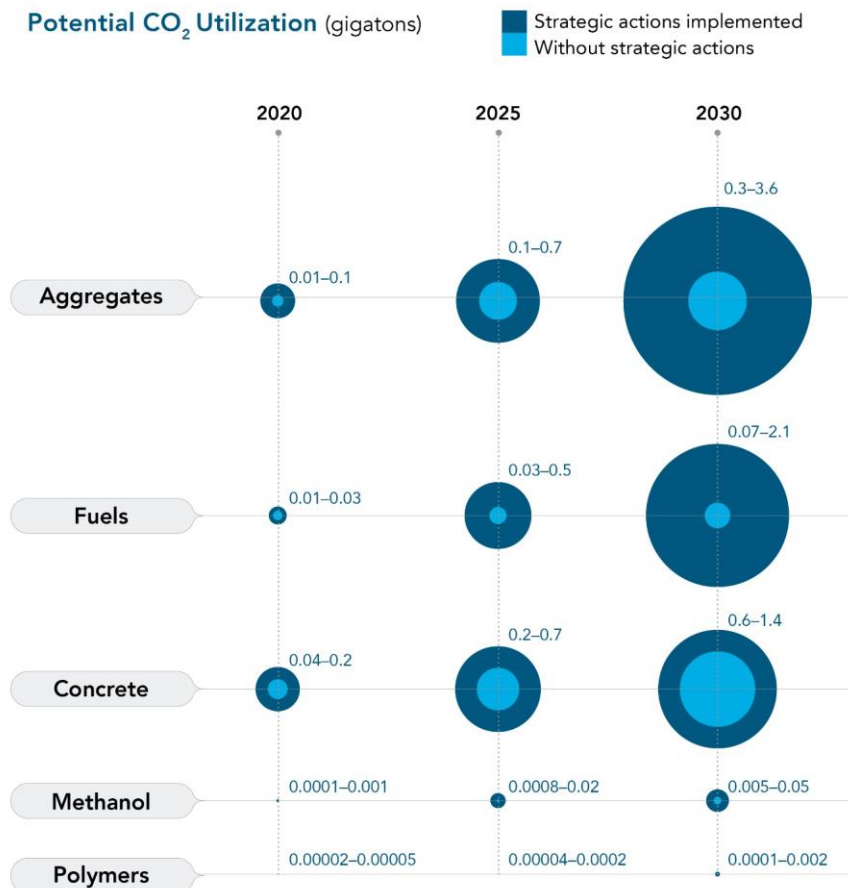 Potential CO₂ Utilization (gigatons)
Strategic actions implemented
Without strategic actions
2020 2025 2030
Aggregates 0.01–0.1 0.1–0.7 0.3–3.6
Fuels 0.01–0.03 0.03–0.5 0.07–2.1
Concrete 0.04–0.2 0.2–0.7 0.6–1.4
Methanol 0.0001–0.001 0.0008–0.02 0.005–0.05
Polymers 0.00002–0.00005 0.00004–0.0002 0.0001–0.002